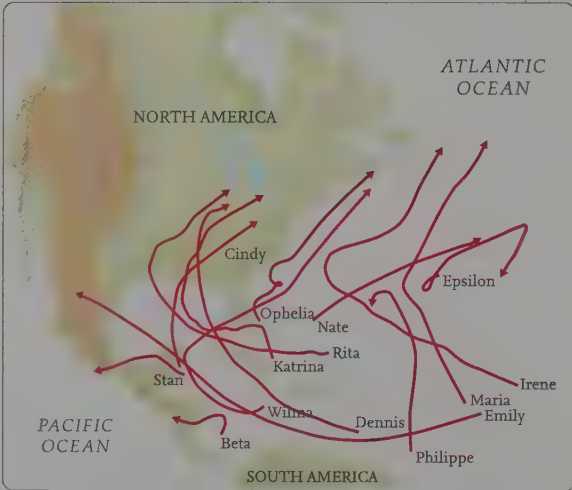 ATLANTIC
OCEAN
NORTH AMERICA
Cindy
Epsilon
Ophelia
Nate
Rita
Katrina
Stan
Irene
Maria
Wilma
Emily
Dennis
PACIFIC
OCEAN
Beta
Philippe
SOUTH AMERICA